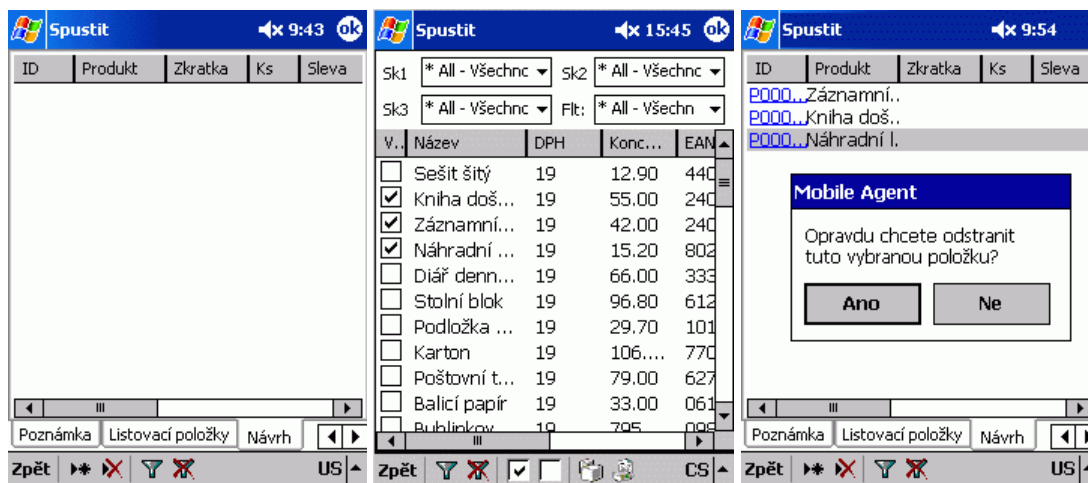 Spustit 9:43 ok
ID Produkt Zkratka Ks Sleva
Poznámka Listovací položky Návrh
Zpět US
Spustit 15:45 ok
Sk1 * All - Všechnc Sk2 * All - Všechnc
Sk3 * All - Všechnc Flt: * All - Všechn
V.. Název DPH Konc... EAN
Sešit šitý 19 12.90 440
Kniha doš... 19 55.00 240
Záznamní... 19 42.00 240
Náhradní ... 19 15.20 802
Diář denn... 19 66.00 333
Stolní blok 19 96.80 612
Podložka ... 19 29.70 101
Karton 19 106.... 770
Poštovní t... 19 79.00 627
Balicí papír 19 33.00 061
Bublinkov 19 795 098
Zpět CS
Spustit 9:54
ID Produkt Zkratka Ks Sleva
P000... Záznamní..
P000... Kniha doš..
P000... Náhradní l.
Mobile Agent
Opravdu chcete odstranit
tuto vybranou položku?
Ano Ne
Poznámka Listovací položky Návrh
Zpět US